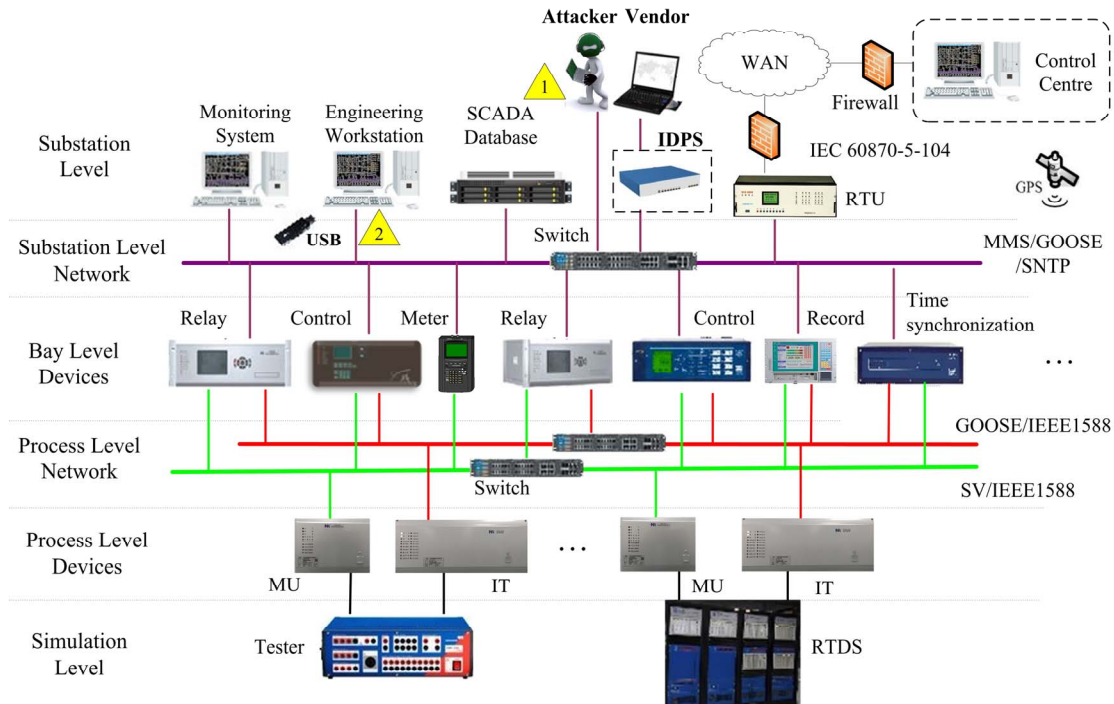 Attacker Vendor
1
WAN
Firewall
Control
Centre
Monitoring
System
Engineering
Workstation
SCADA
Database
IDPS
IEC 60870-5-104
Substation
Level
RTU
GPS
USB
2
Switch
Substation Level
Network
MMS/GOOSE
/SNTP
Relay
Control
Meter
Relay
Control
Record
Time
synchronization
Bay Level
Devices
...
GOOSE/IEEE1588
Process Level
Network
Switch
SV/IEEE1588
Process Level
Devices
...
MU
IT
MU
IT
Simulation
Level
Tester
RTDS